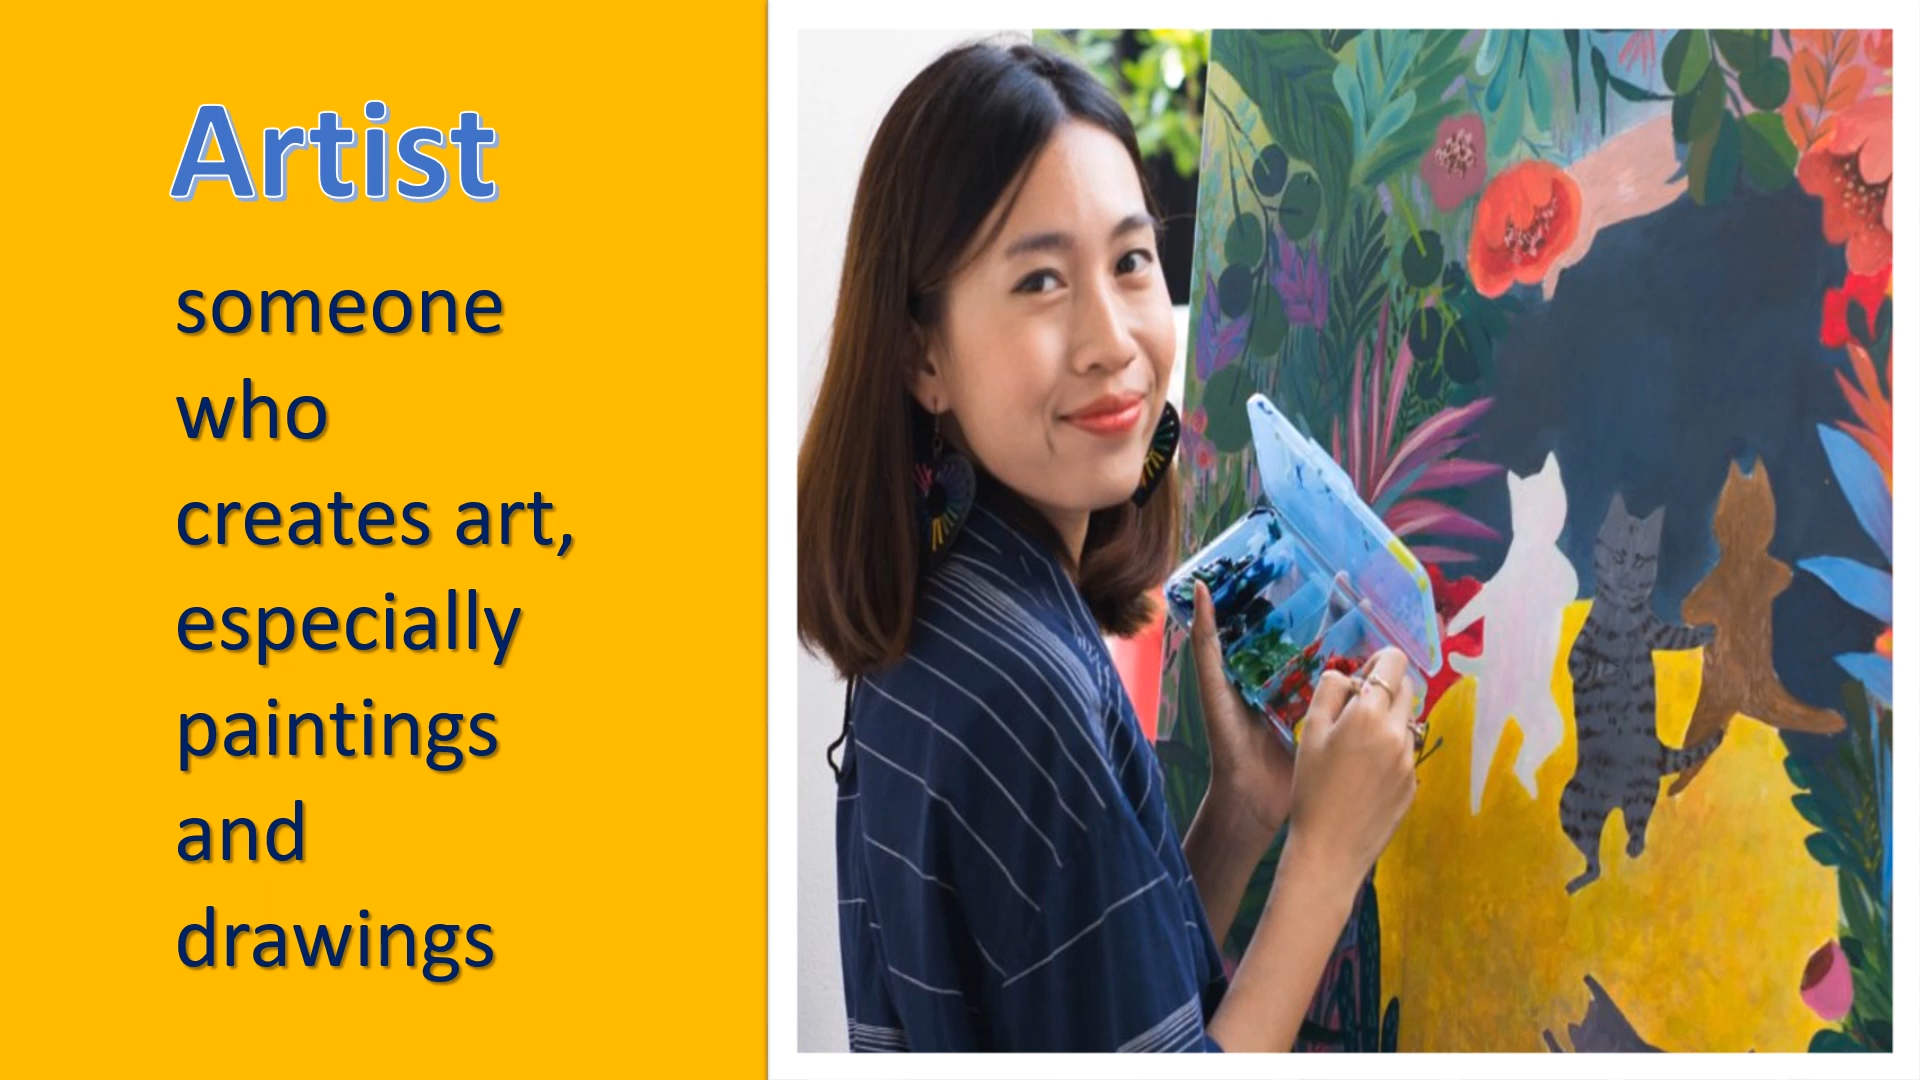 Artist
someone
who
creates art,
especially
paintings
and
drawings